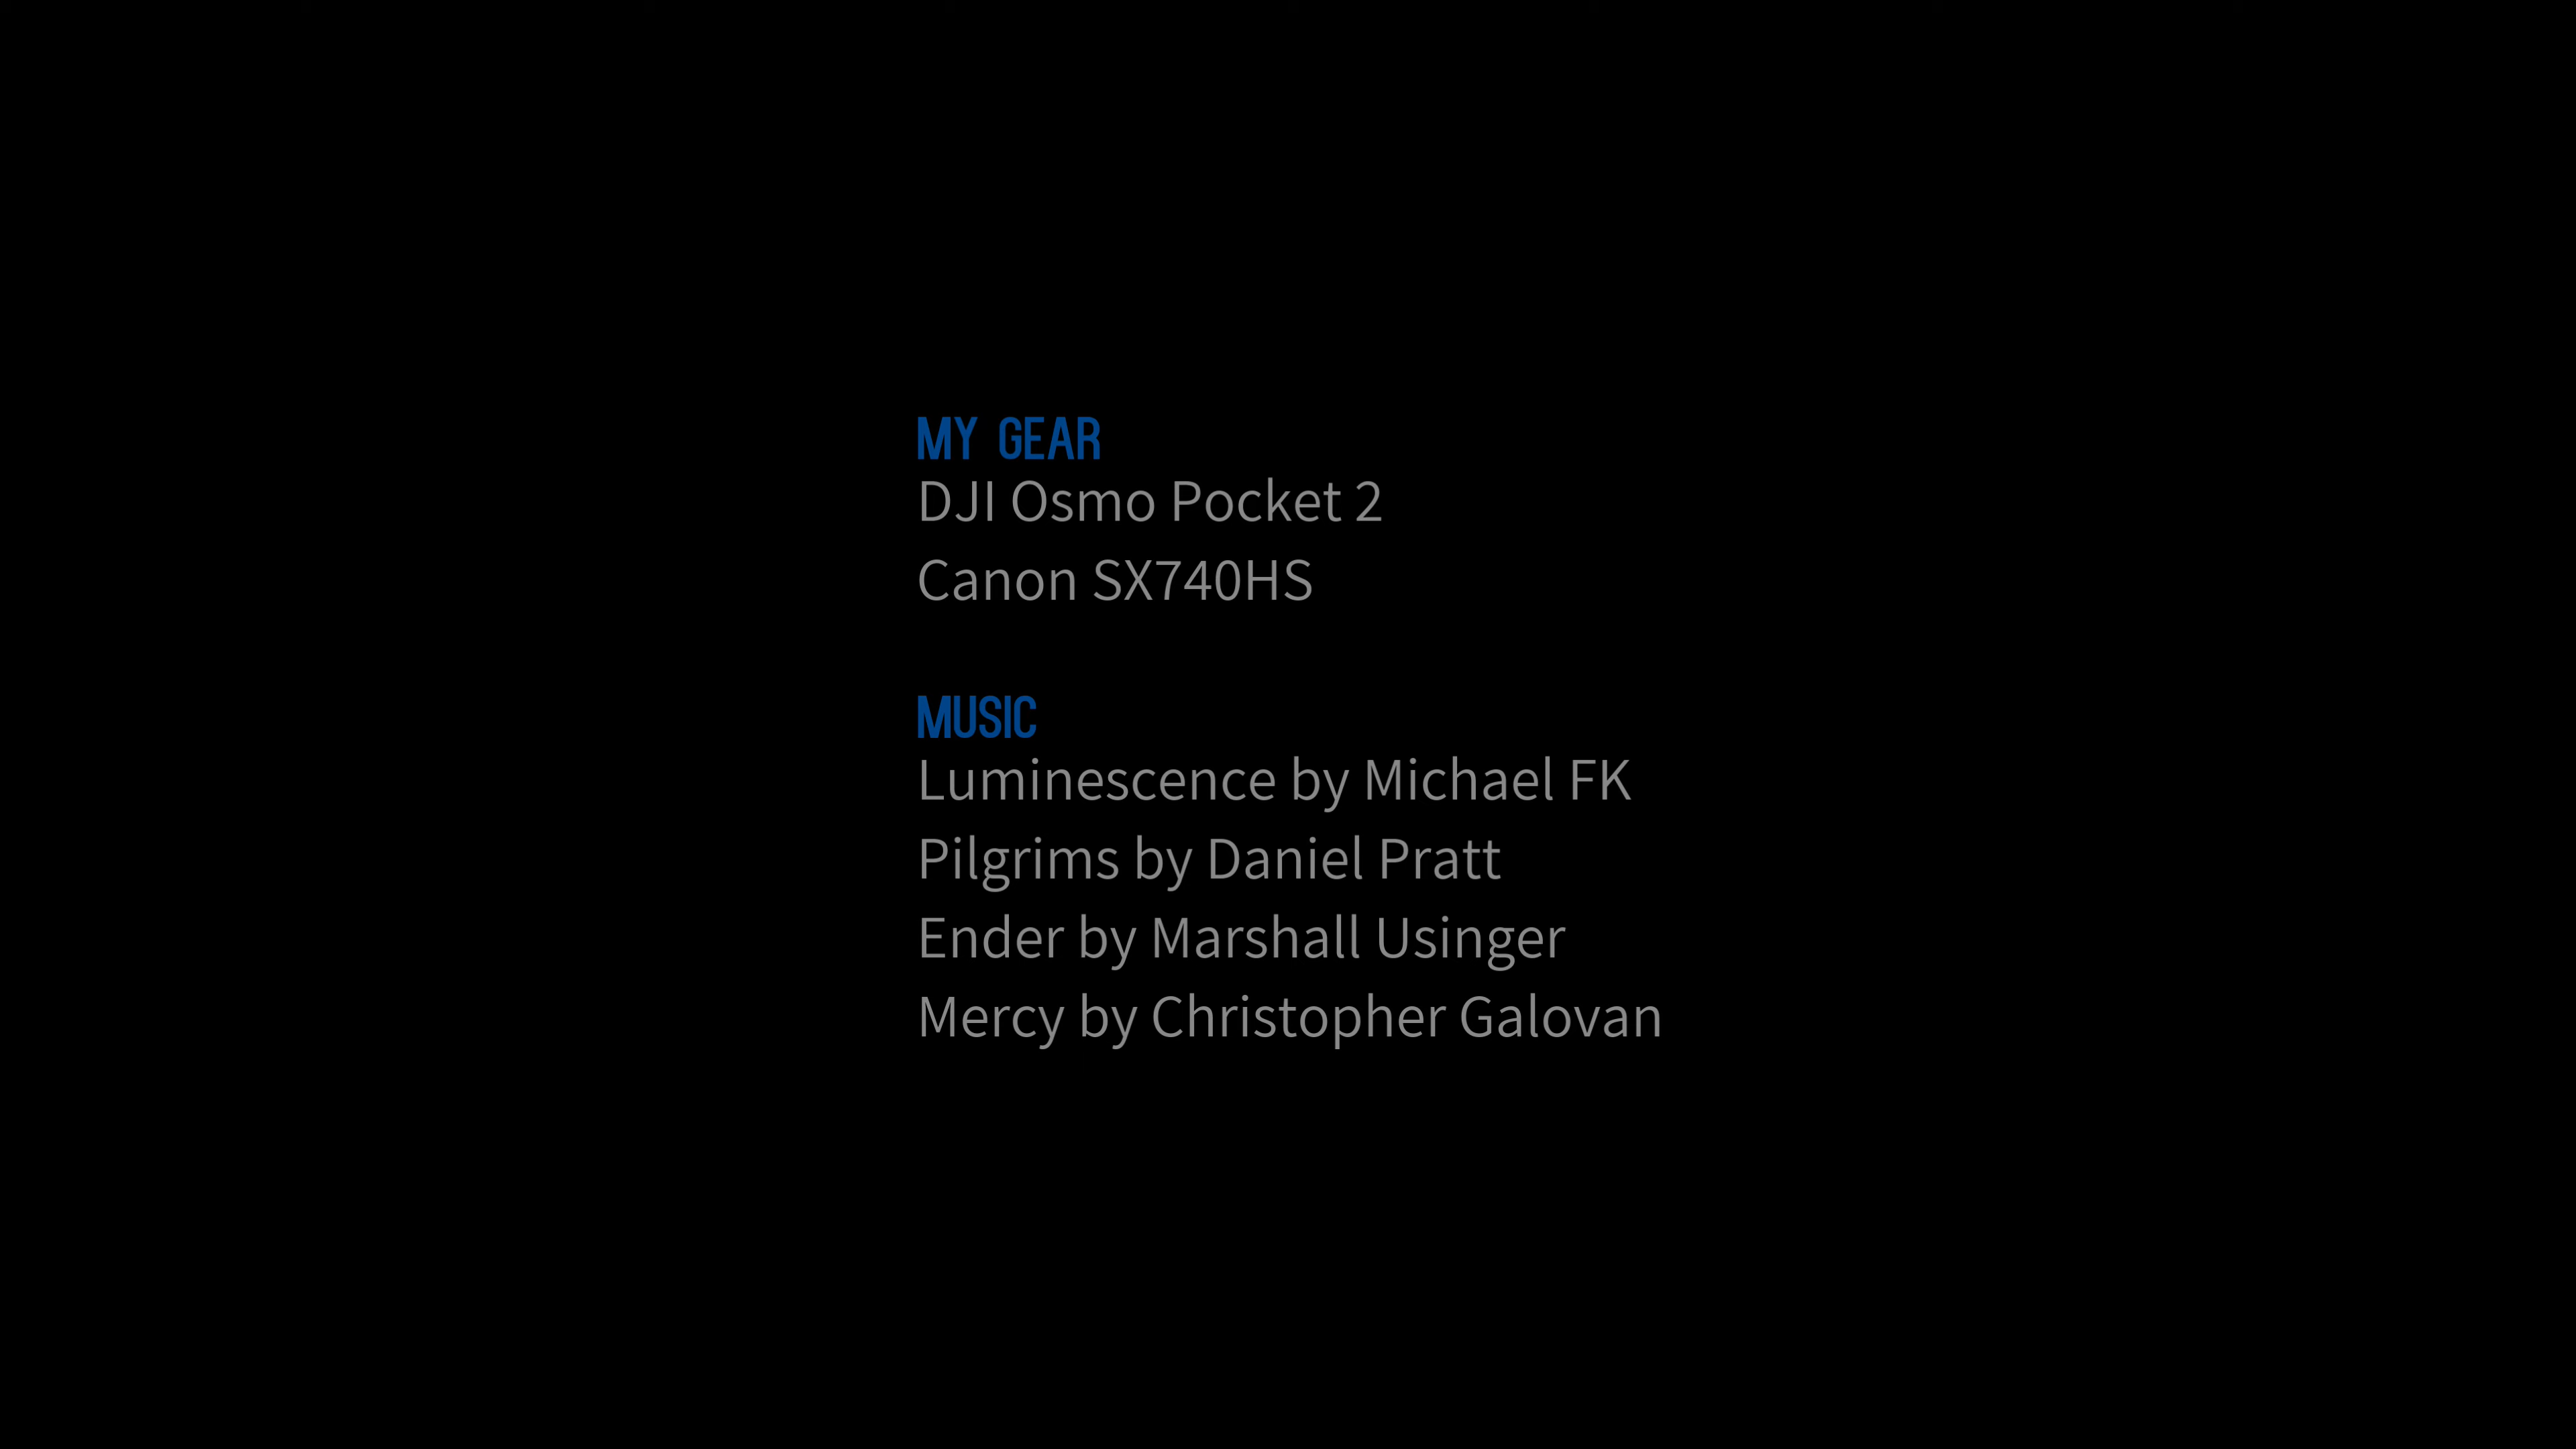 MY GEAR
DJI Osmo Pocket 2
Canon SX740HS
MUSIC
Luminescence by Michael FK
Pilgrims by Daniel Pratt
Ender by Marshall Usinger
Mercy by Christopher Galovan